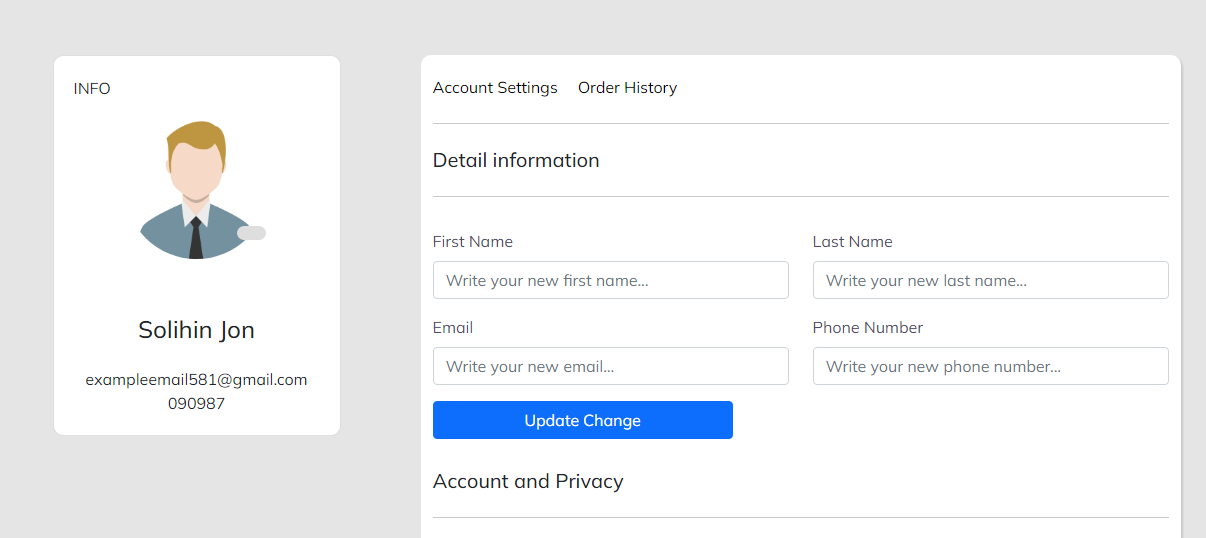 INFO
Solihin Jon
exampleemail581@gmail.com
090987
Account Settings Order History
Detail information
First Name Last Name
Write your new first name... Write your new last name...
Email Phone Number
Write your new email... Write your new phone number...
Update Change
Account and Privacy